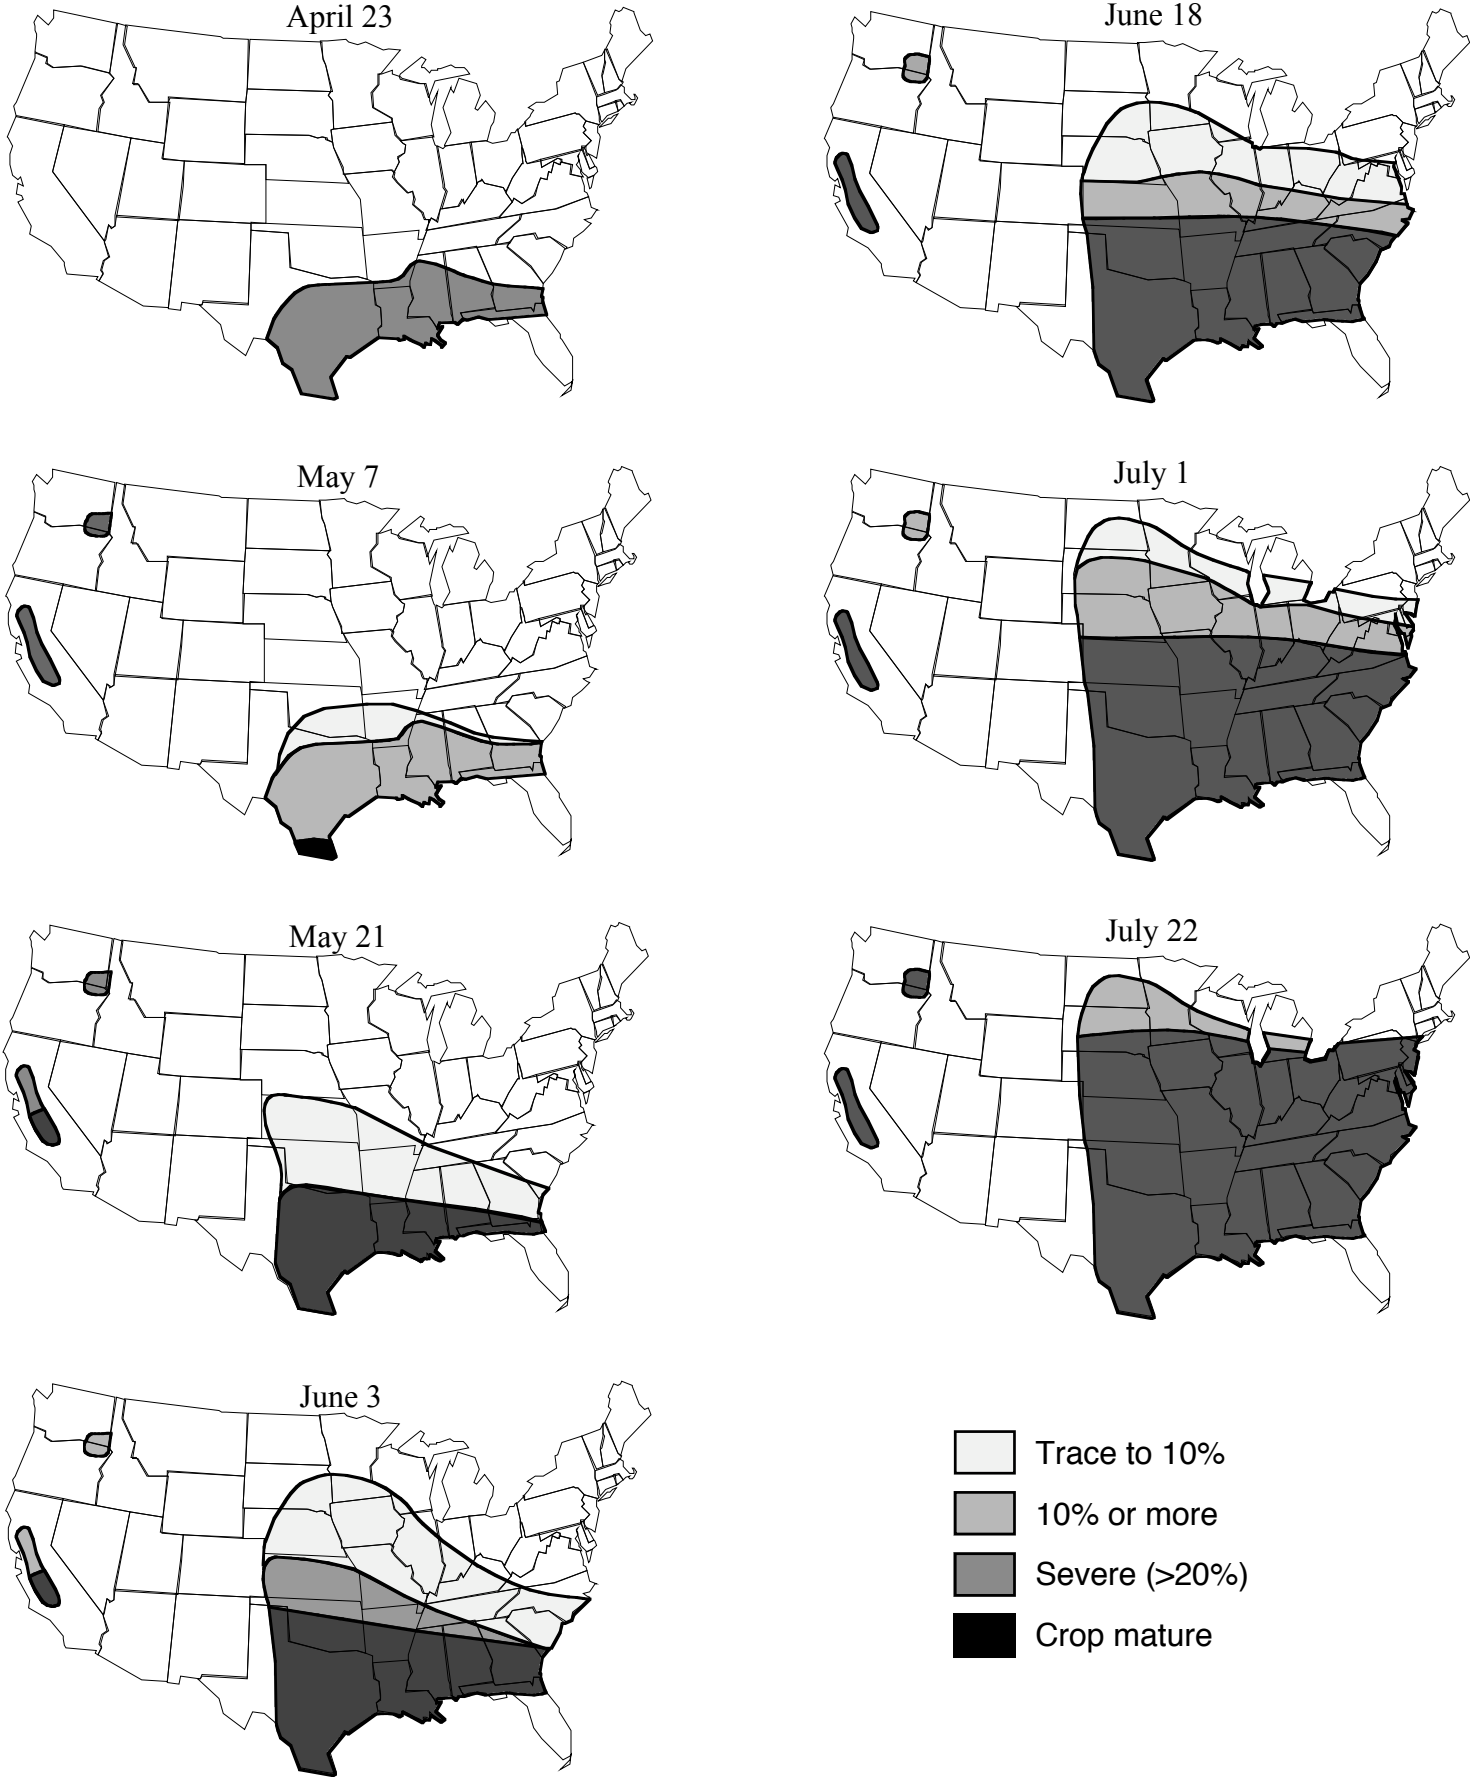 April 23
May 7
May 21
June 3
June 18
July 1
July 22
Trace to 10%
10% or more
Severe (>20%)
Crop mature